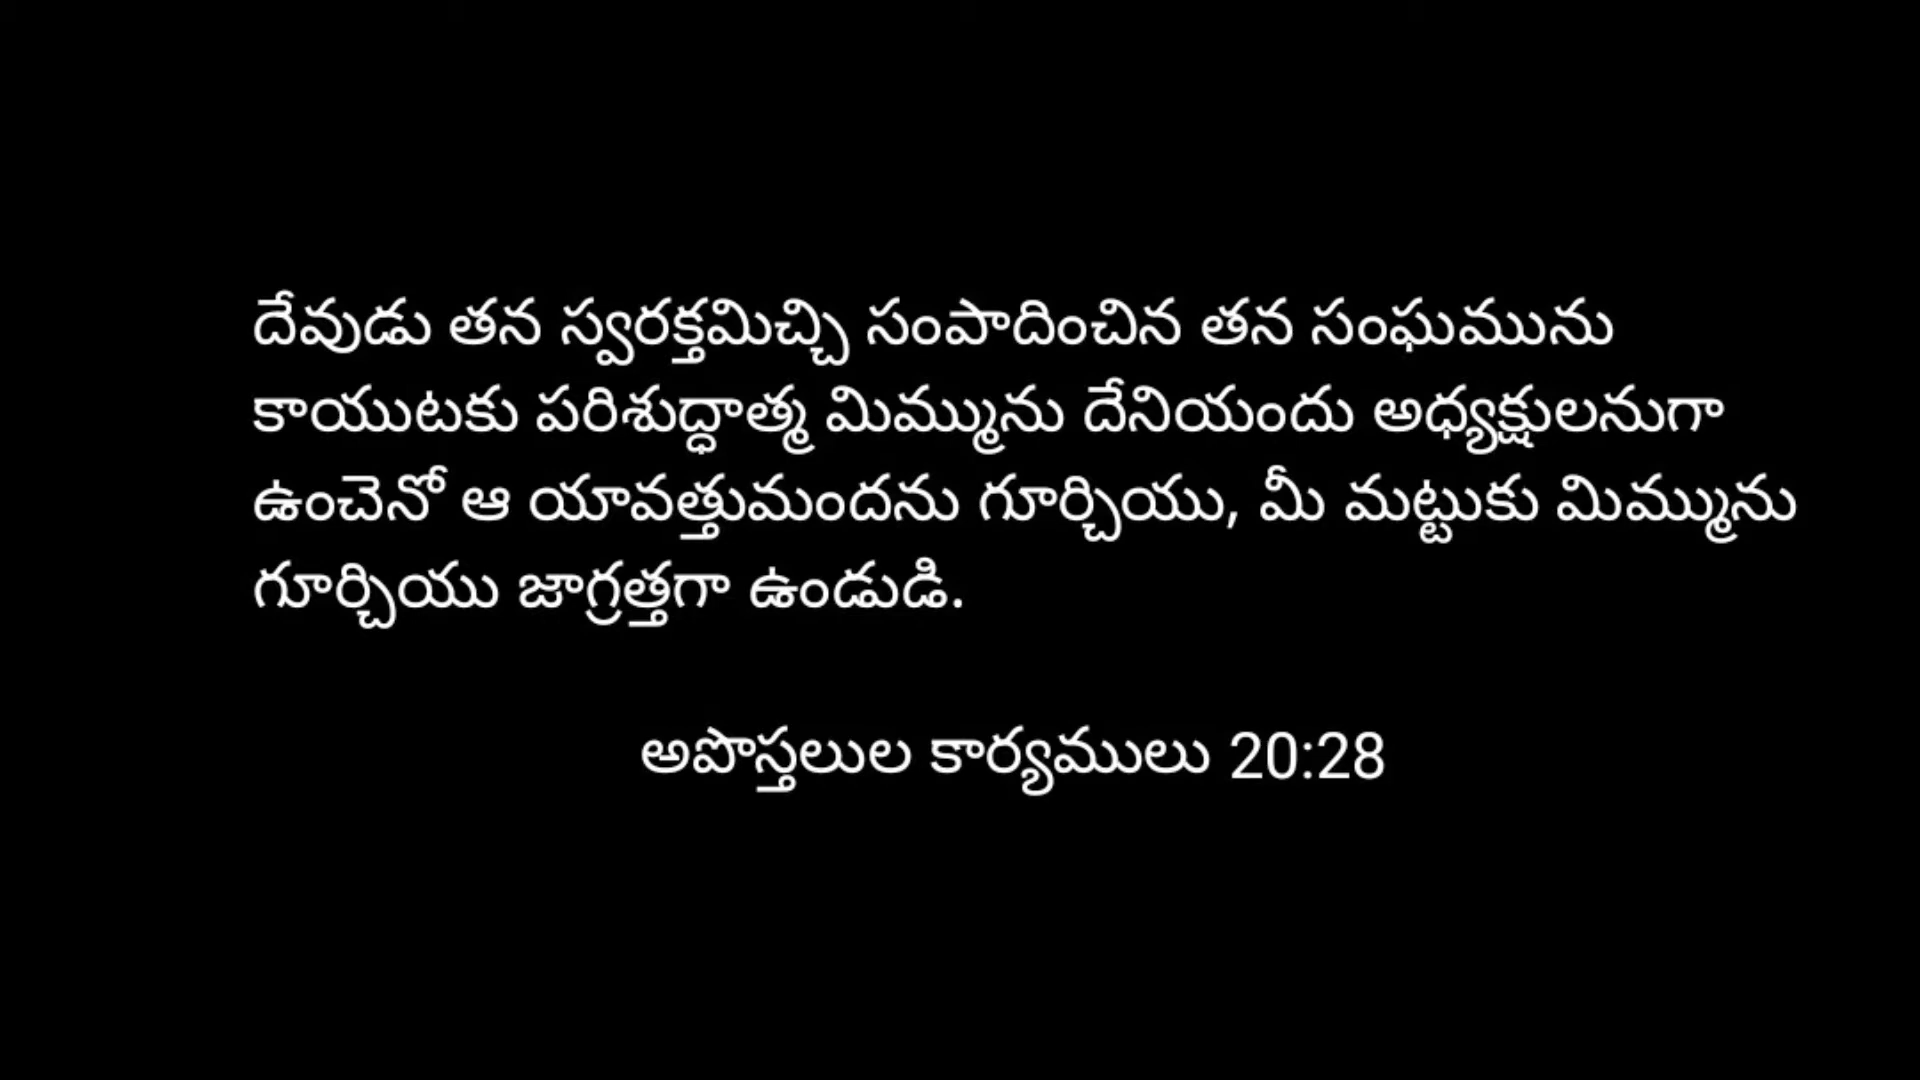 దేవుడు తన స్వరక్తమిచ్చి సంపాదించిన తన సంఘమును
కాయుటకు పరిశుద్ధాత్మ మిమ్మును దేనియందు అధ్యక్షులనుగా
ఉంచెనో ఆ యావత్తుమందను గూర్చియు, మీ మట్టుకు మిమ్మును
గూర్చియు జాగ్రత్తగా ఉండుడి.
అపొస్తలుల కార్యములు 20:28